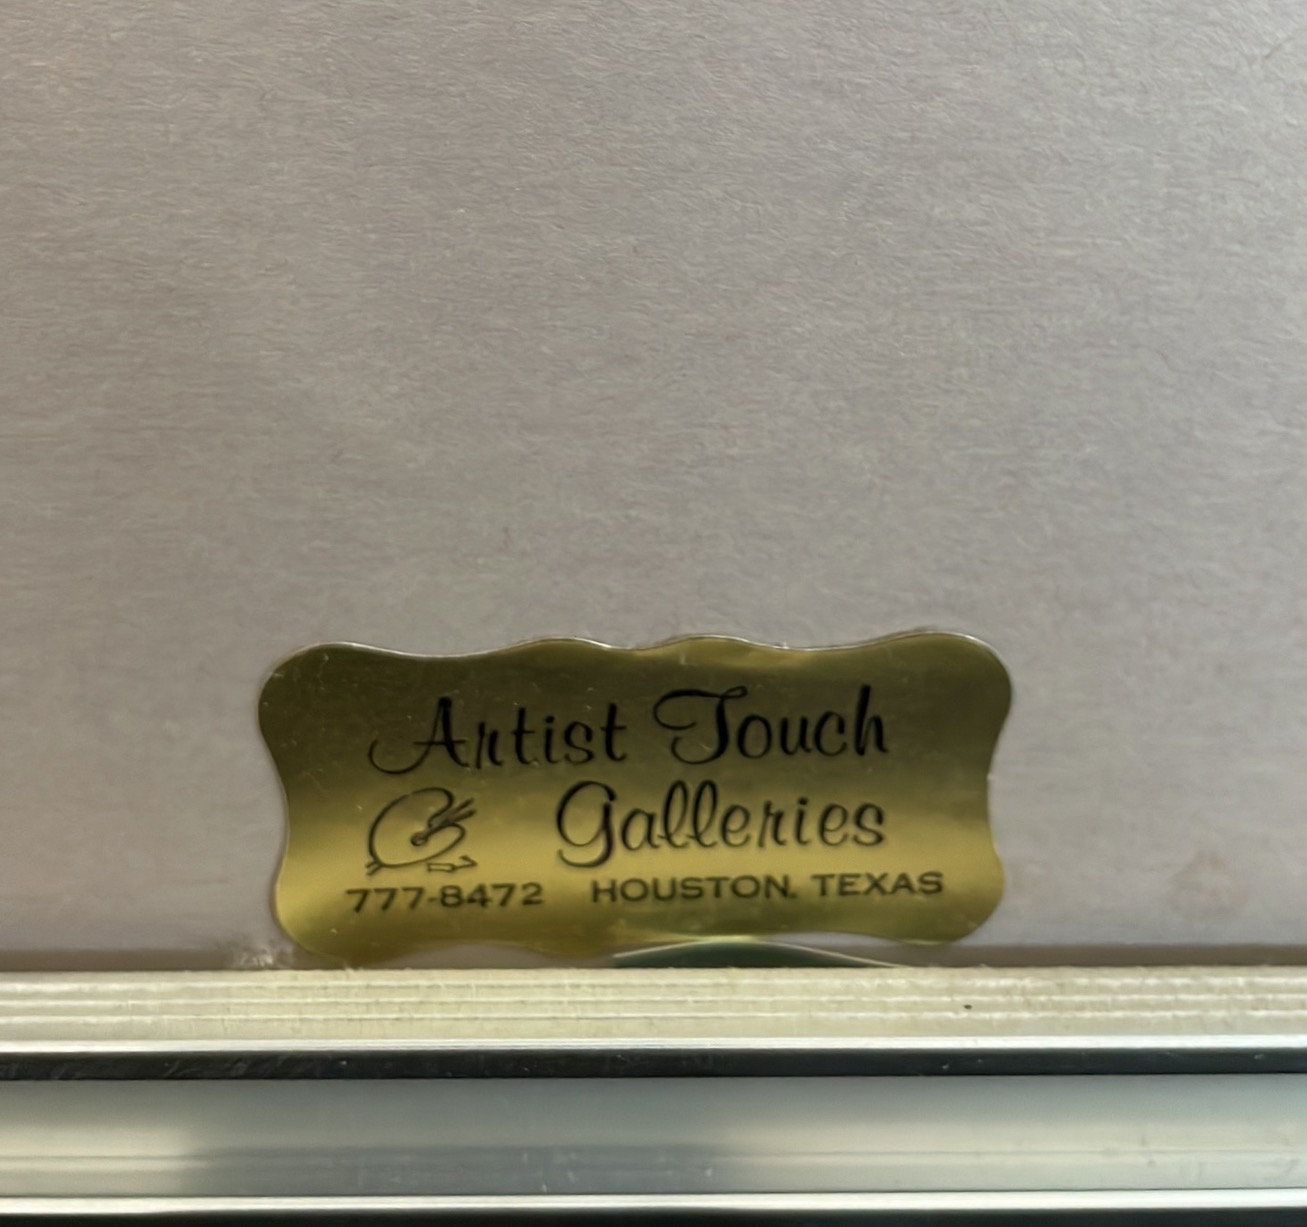 Artist Touch
Galleries
777-8472 HOUSTON, TEXAS